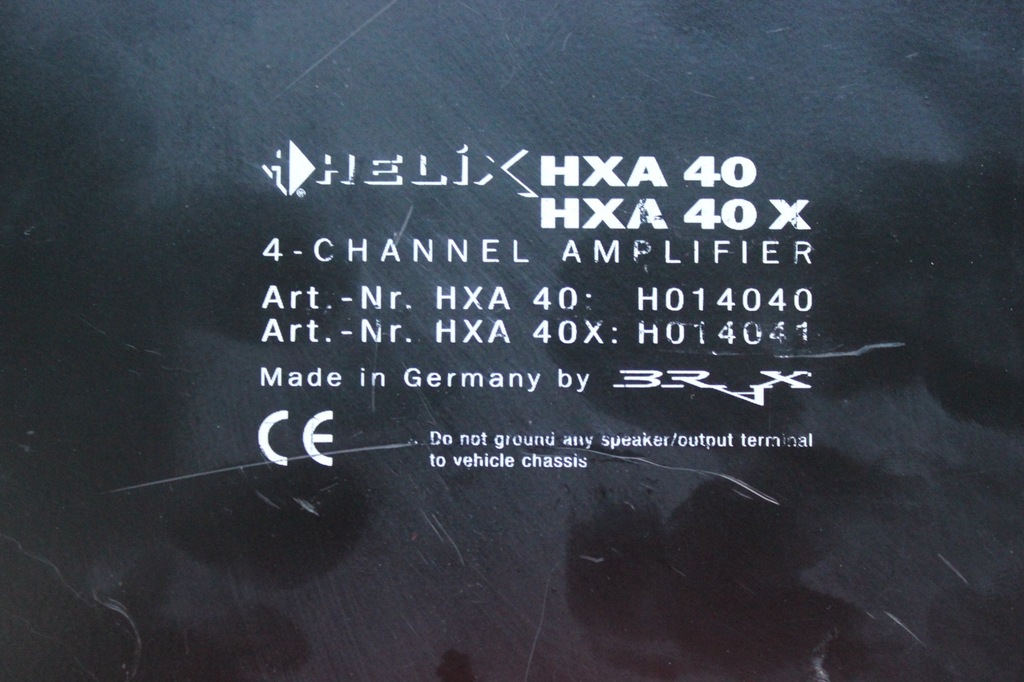 HELIX HXA 40
HXA 40 X
4-CHANNEL AMPLIFIER
Art.-Nr. HXA 40: H014040
Art.-Nr. HXA 40X: H014041
Made in Germany by BRAX
CE Do not ground any speaker/output terminal
to vehicle chassis